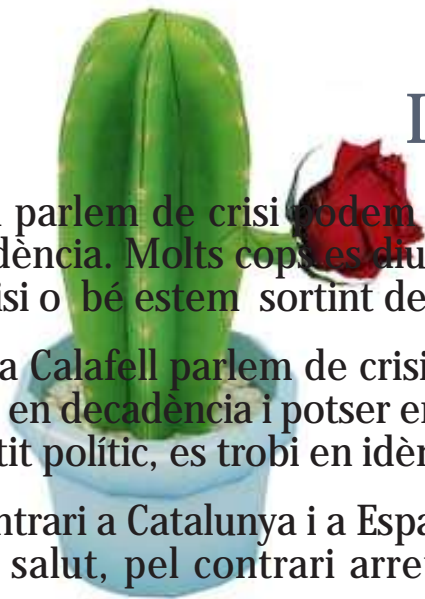 parlem de crisi podem
dència. Molts cops es diu
isi o bé estem sortint de
a Calafell parlem de crisi
en decadència i potser en
tit polític, es trobi en idèn
ntrari a Catalunya i a Espa
salut, pel contrari arre